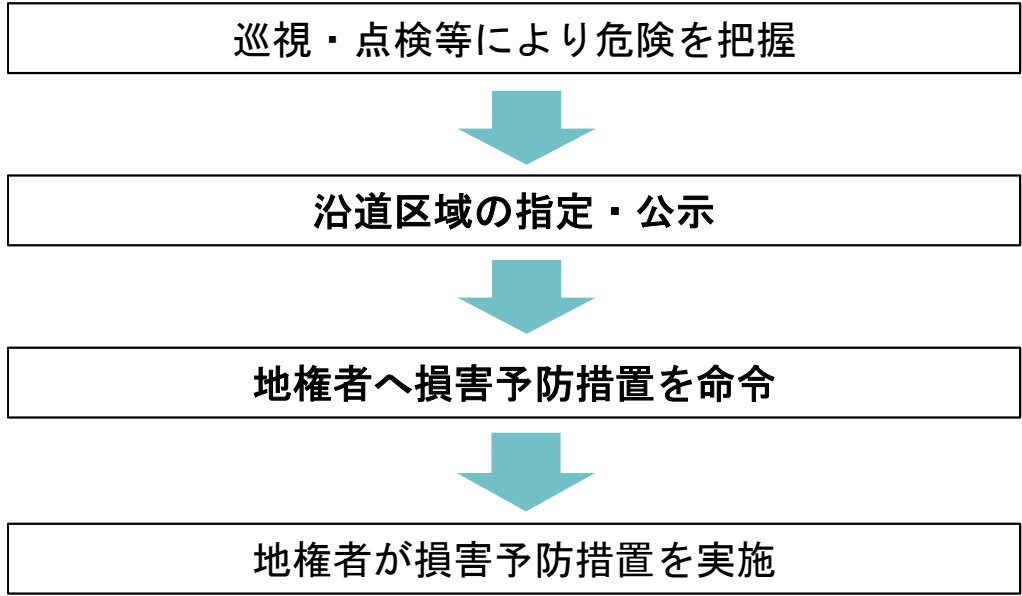 巡視・点検等により危険を把握
沿道区域の指定・公示
地権者へ損害予防措置を命令
地権者が損害予防措置を実施